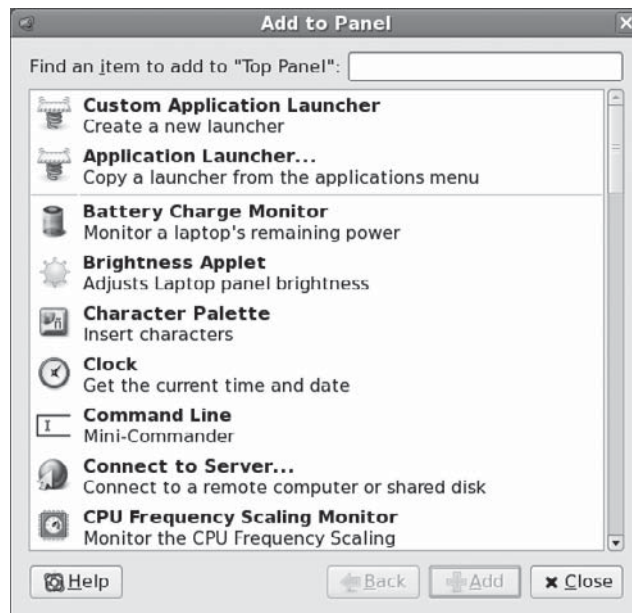 Add to Panel
Find an item to add to "Top Panel":
Custom Application Launcher
Create a new launcher
Application Launcher...
Copy a launcher from the applications menu
Battery Charge Monitor
Monitor a laptop's remaining power
Brightness Applet
Adjusts Laptop panel brightness
Character Palette
Insert characters
Clock
Get the current time and date
Command Line
Mini-Commander
Connect to Server...
Connect to a remote computer or shared disk
CPU Frequency Scaling Monitor
Monitor the CPU Frequency Scaling
Help Back Add Close